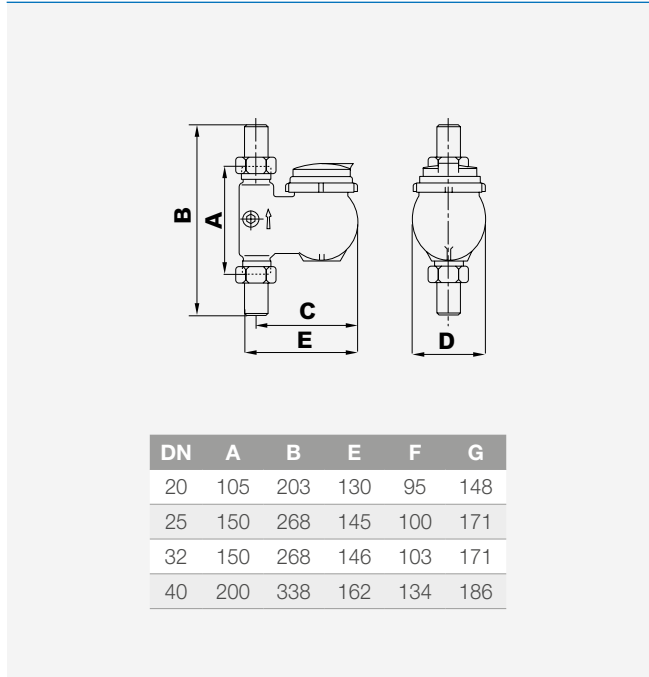 B
A
C
E
D
DN A B E F G
20 105 203 130 95 148
25 150 268 145 100 171
32 150 268 146 103 171
40 200 338 162 134 186